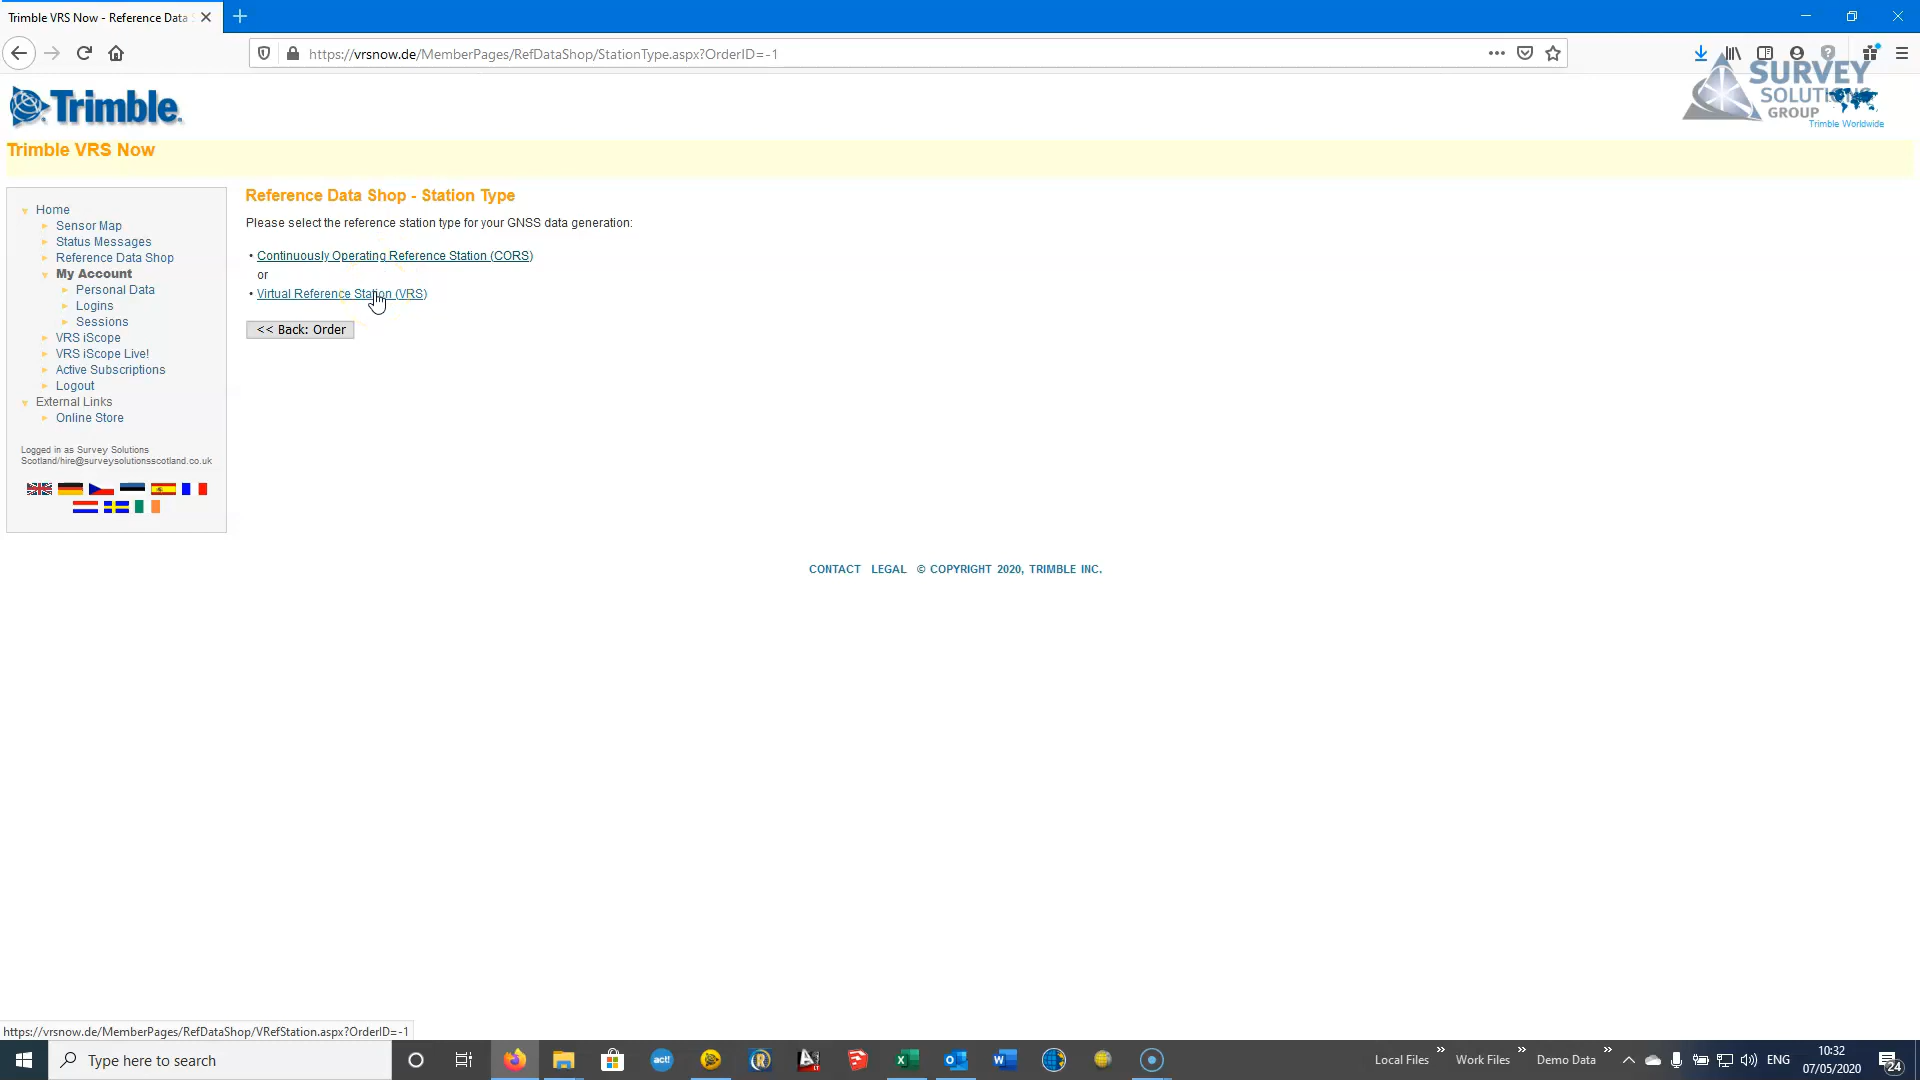 Trimble VRS Now - Reference Data
https://vrsnow.de/MemberPages/RefDataShop/StationType.aspx?OrderID=-1
Trimble.
SURVEY
SOLUTIONS
GROUP
Trimble Worldwide
Trimble VRS Now
Home
Sensor Map
Status Messages
Reference Data Shop
My Account
Personal Data
Logins
Sessions
VRS iScope
VRS iScope Live!
Active Subscriptions
Logout
External Links
Online Store
Logged in as Survey Solutions
Scotland/hire@surveysolutionsscotland.co.uk
Reference Data Shop - Station Type
Please select the reference station type for your GNSS data generation:
• Continuously Operating Reference Station (CORS)
or
• Virtual Reference Station (VRS)
<< Back: Order
CONTACT LEGAL © COPYRIGHT 2020, TRIMBLE INC.
https://vrsnow.de/MemberPages/RefDataShop/VRefStation.aspx?OrderID=-1
Type here to search
act!
Local Files
Work Files
Demo Data
ENG
10:32
07/05/2020
24